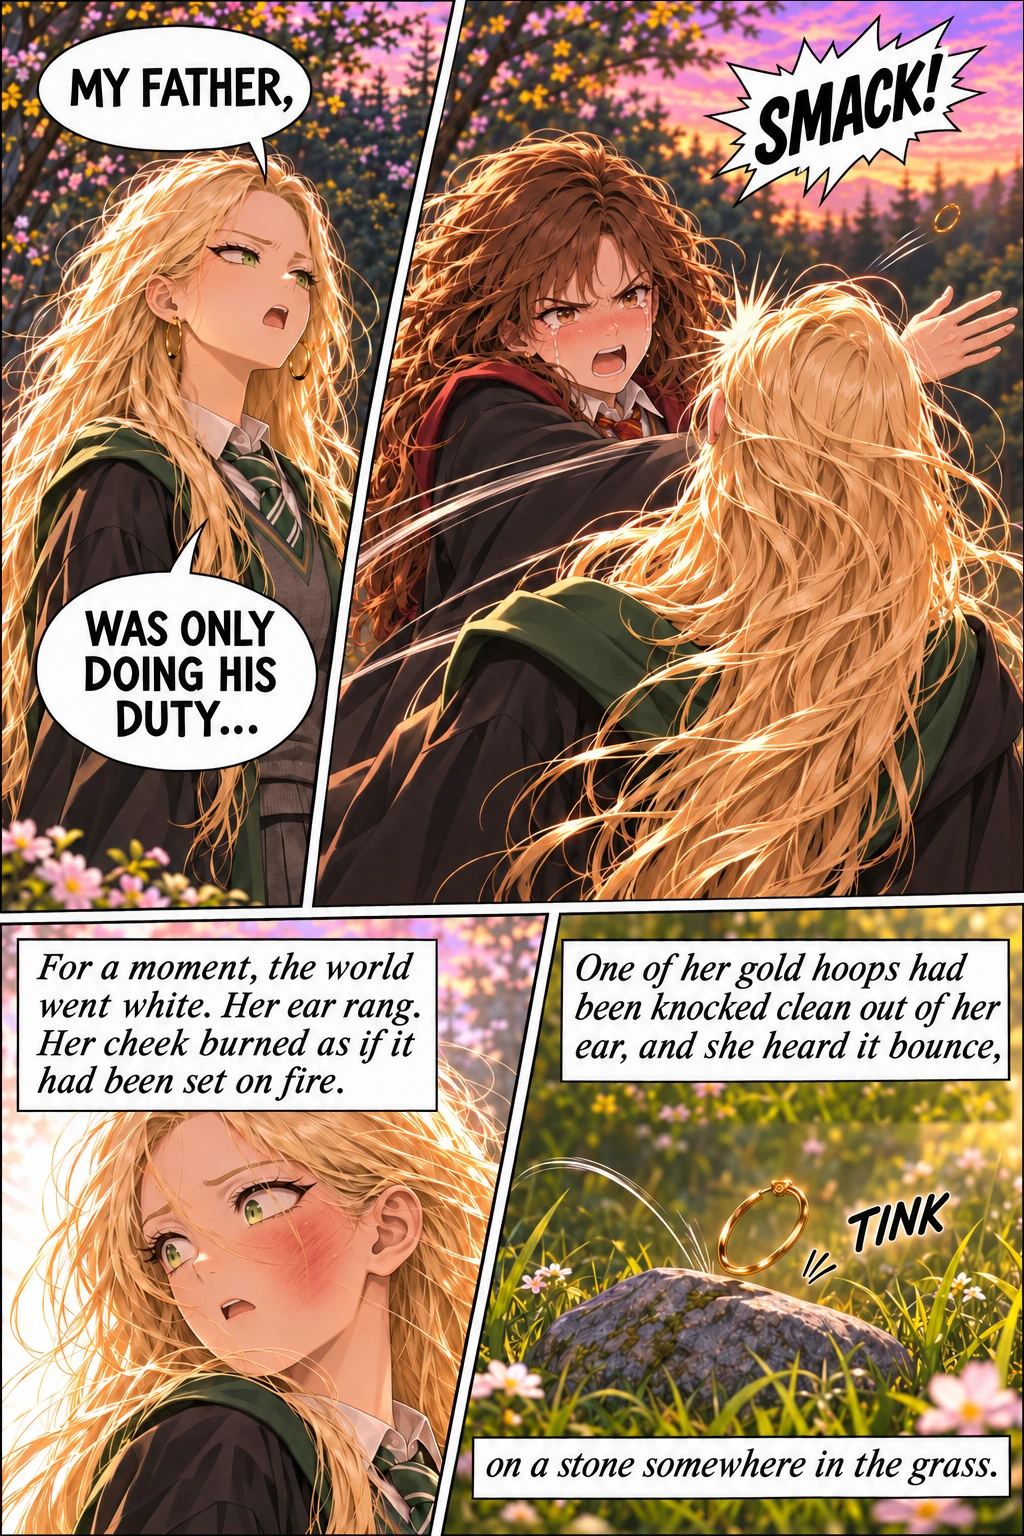 MY FATHER,
WAS ONLY
DOING HIS
DUTY...
SMACK!
For a moment, the world
went white. Her ear rang.
Her cheek burned as if it
had been set on fire.
One of her gold hoops had
been knocked clean out of her
ear, and she heard it bounce,
TINK
on a stone somewhere in the grass.